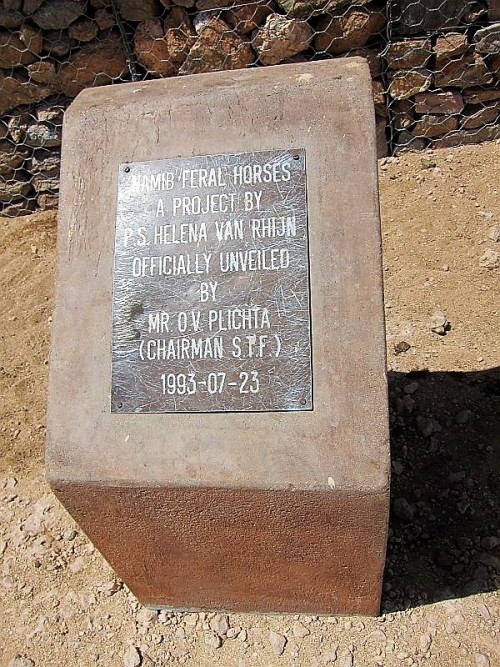 NAMIB FERAL HORSES
A PROJECT BY
P.S. HELENA VAN RHIJN
OFFICIALLY UNVEILED
BY
MR. O.V. PLICHTA
(CHAIRMAN S.T.F.)
1993-07-23